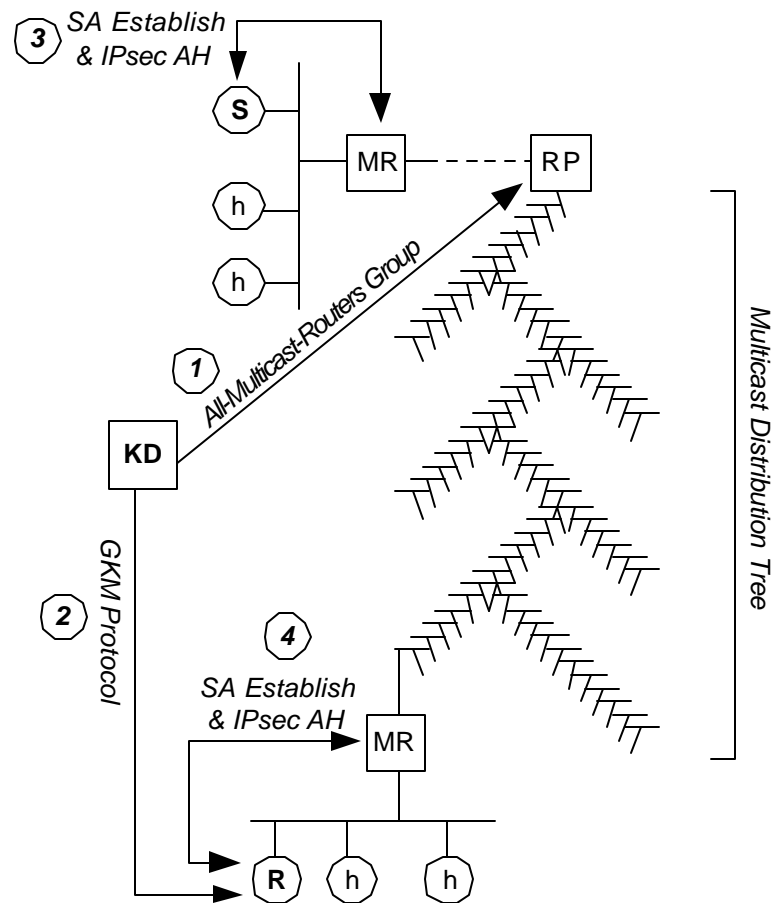 3
SA Establish
& IPsec AH
S
MR
RP
h
h
1
All-Multicast-Routers Group
Multicast Distribution Tree
KD
GKM Protocol
2
4
SA Establish
& IPsec AH
MR
R
h
h